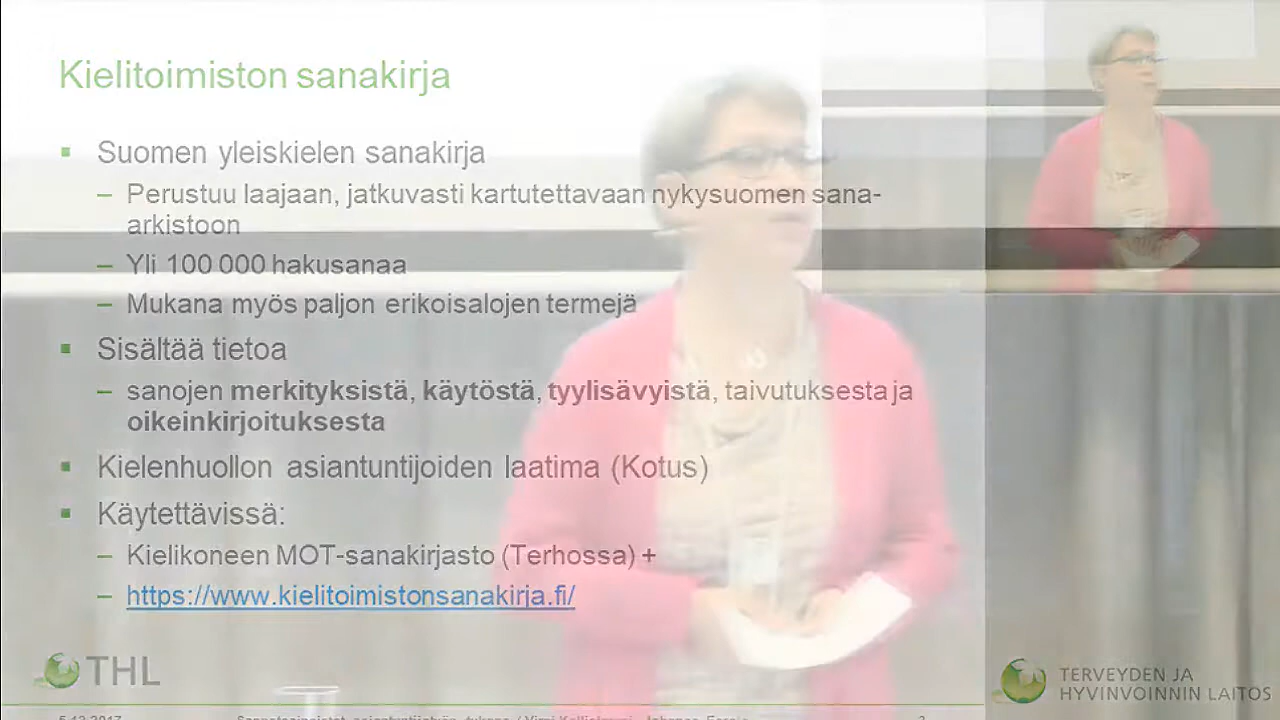 Kielitoimiston sanakirja
Suomen yleiskielen sanakirja
– Perustuu laajaan, jatkuvasti kartutettavaan nykysuomen sana-
arkistoon
– Yli 100 000 hakusanaa
– Mukana myös paljon erikoisalojen termejä
Sisältää tietoa
– sanojen merkityksistä, käytöstä, tyylisävyistä, taivutuksesta ja
oikeinkirjoituksesta
Kielenhuollon asiantuntijoiden laatima (Kotus)
Käytettävissä:
– Kielikoneen MOT-sanakirjasto (Terhossa) +
– https://www.kielitoimistonsanakirja.fi/
THL
TERVEYDEN JA
HYVINVOINNIN LAITOS